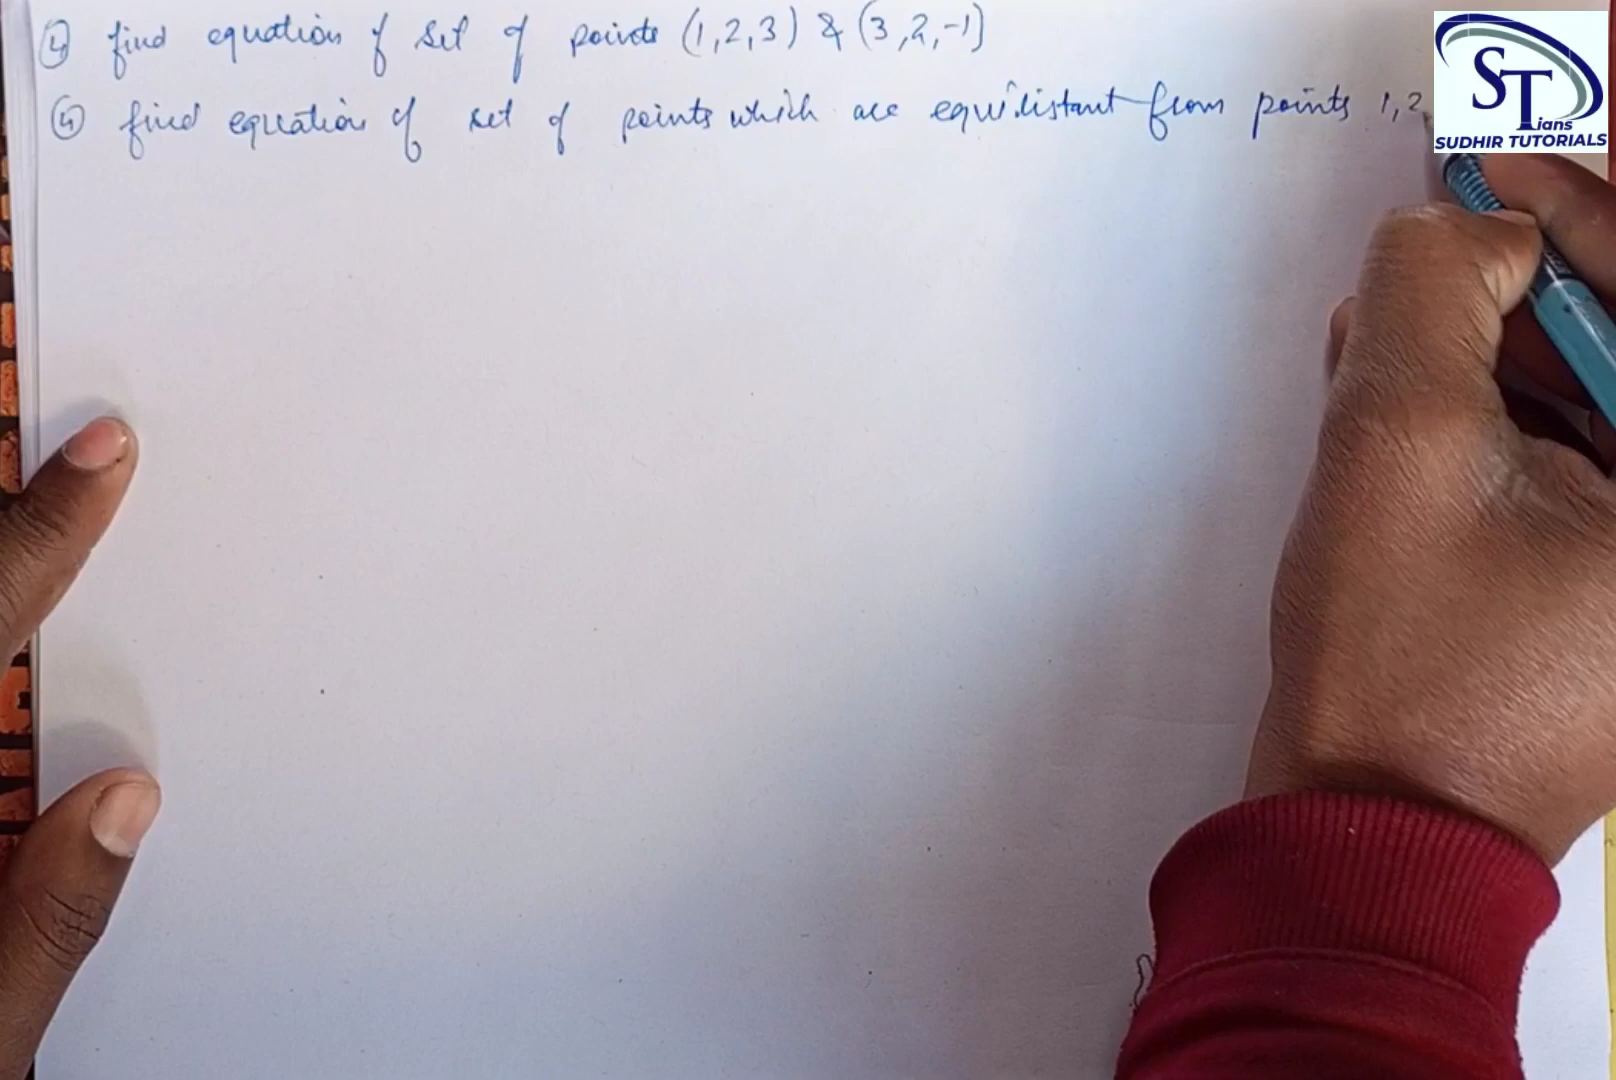 ④ find equation of set of points (1,2,3) & (3,2,-1)
④ find equation of set of points which are equidistant from points 1,2
ST
ians
SUDHIR TUTORIALS